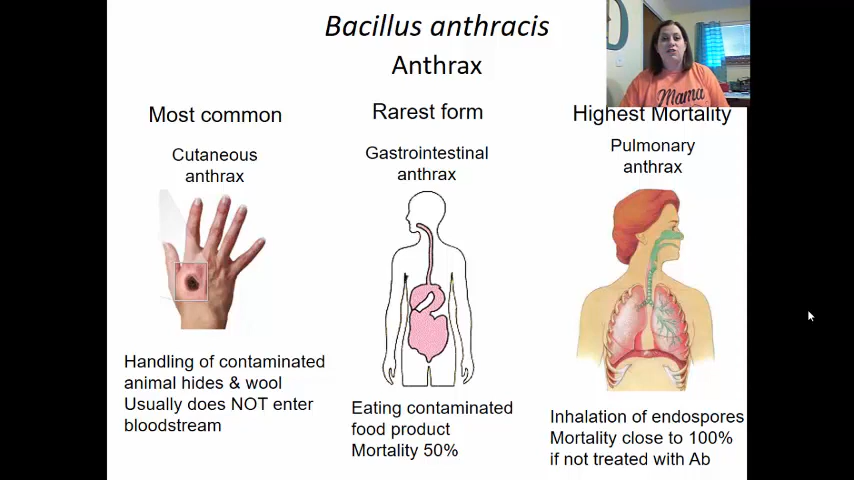 Bacillus anthracis
Anthrax
Mama
Most common
Rarest form
Highest Mortality
Cutaneous
anthrax
Gastrointestinal
anthrax
Pulmonary
anthrax
Handling of contaminated
animal hides & wool
Usually does NOT enter
bloodstream
Eating contaminated
food product
Mortality 50%
Inhalation of endospores
Mortality close to 100%
if not treated with Ab